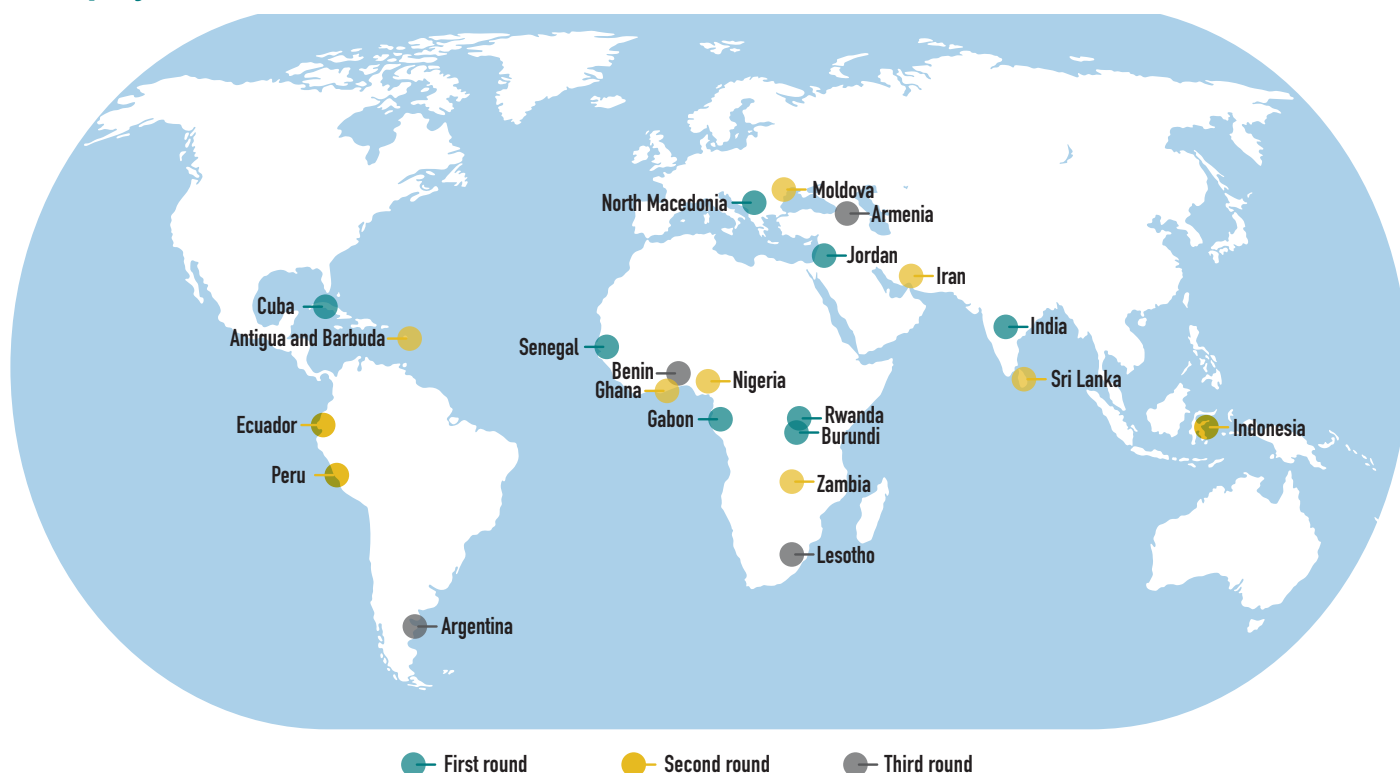 Moldova
North Macedonia
Armenia
Jordan
Iran
Cuba
India
Antigua and Barbuda
Senegal
Benin
Nigeria
Sri Lanka
Ghana
Rwanda
Gabon
Ecuador
Indonesia
Burundi
Peru
Zambia
Lesotho
Argentina
First round
Second round
Third round